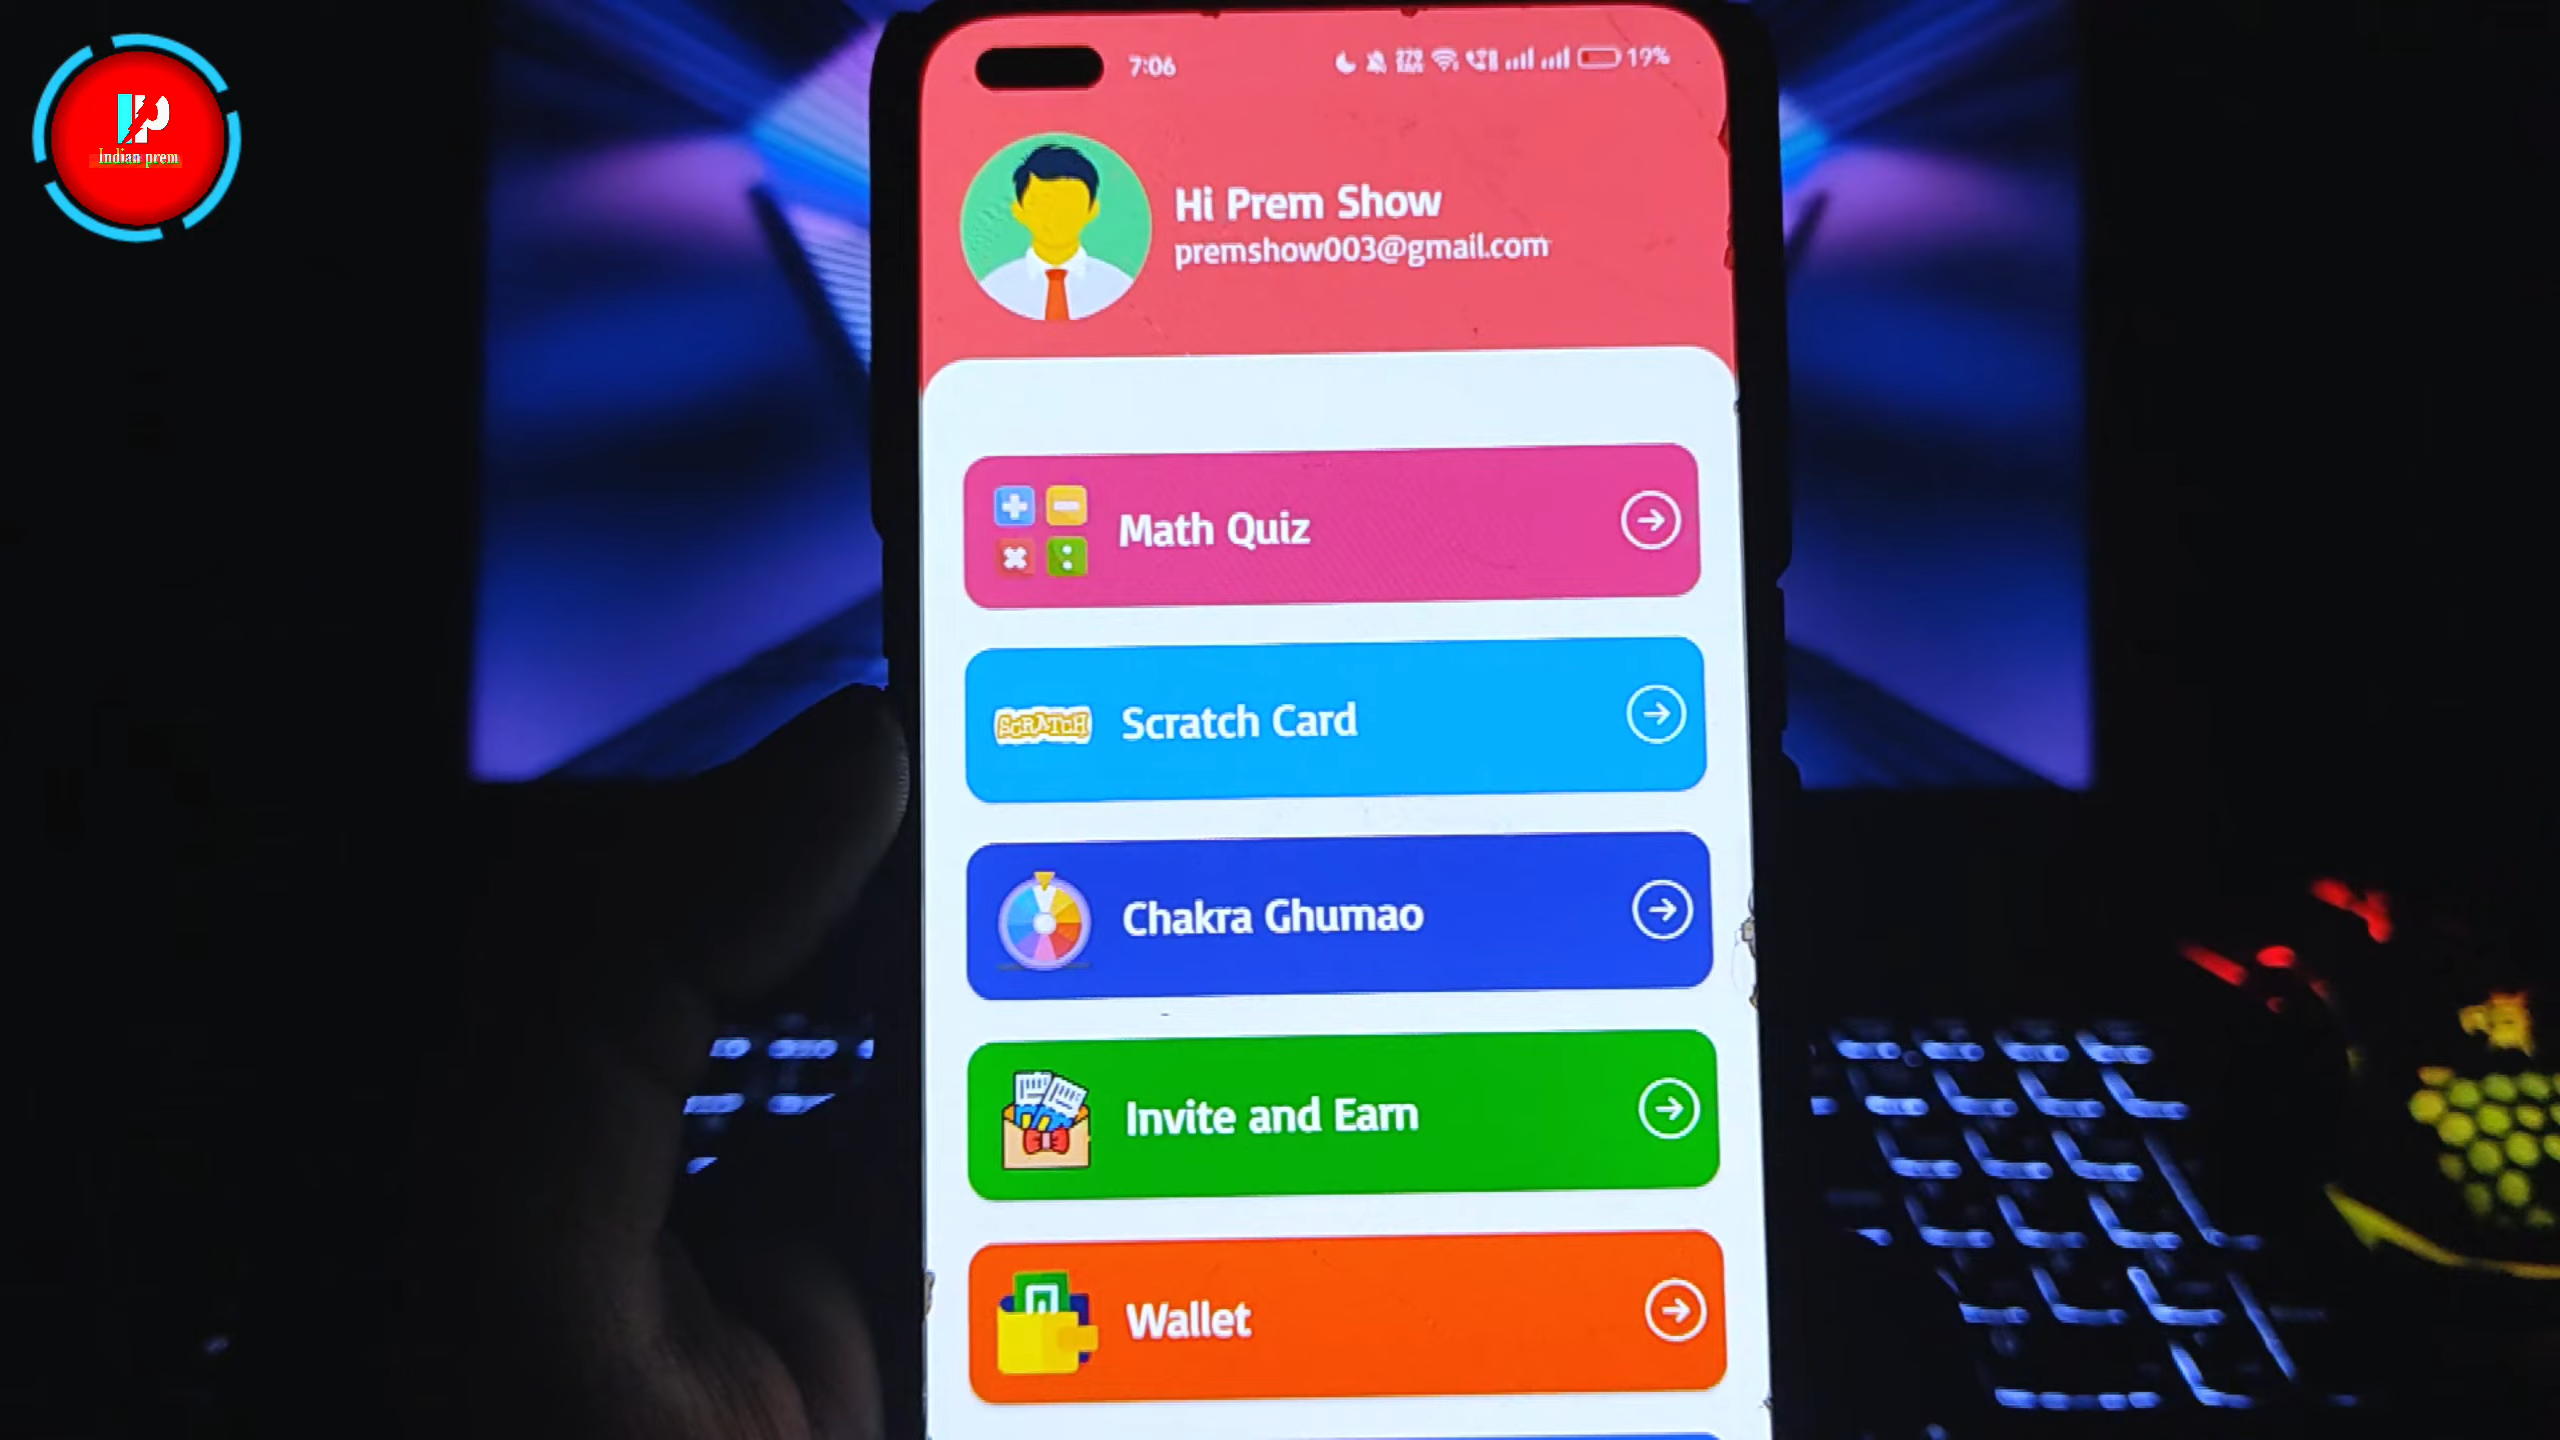 Indian prem
7:06
19%
Hi Prem Show
premshow003@gmail.com
Math Quiz
SCRATCH
Scratch Card
Chakra Ghumao
Invite and Earn
Wallet